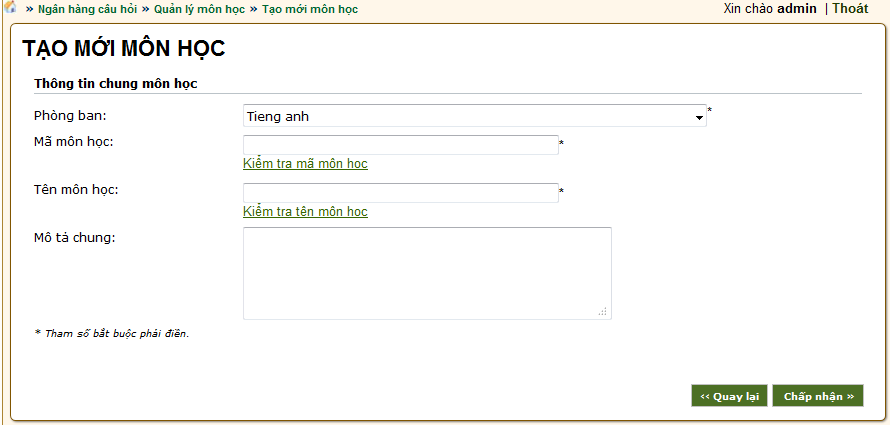 » Ngân hàng câu hỏi » Quản lý môn học » Tạo mới môn học
Xin chào admin | Thoát
TẠO MỚI MÔN HỌC
Thông tin chung môn học
Phòng ban:
Tieng anh *
Mã môn học:
*
Kiểm tra mã môn học
Tên môn học:
*
Kiểm tra tên môn học
Mô tả chung:
* Tham số bắt buộc phải điền.
‹‹ Quay lại
Chấp nhận »